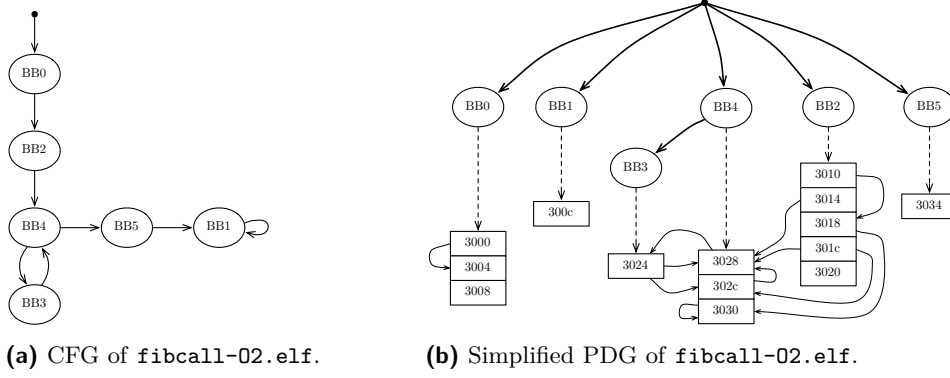 BB0
BB2
BB4
BB5
BB1
BB3
(a) CFG of fibcall-O2.elf.
BB0
BB1
BB4
BB2
BB5
BB3
3010
3014
3018
301c
3020
3034
300c
3000
3004
3008
3024
3028
302c
3030
(b) Simplified PDG of fibcall-O2.elf.